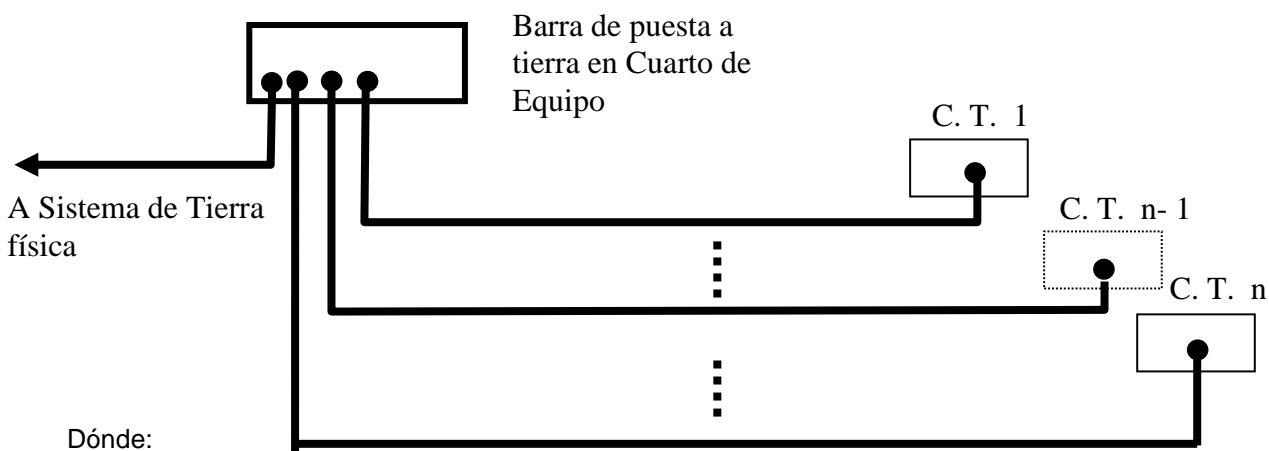 Barra de puesta a
tierra en Cuarto de
Equipo
C. T. 1
A Sistema de Tierra
física
C. T. n- 1
C. T. n
Dónde: